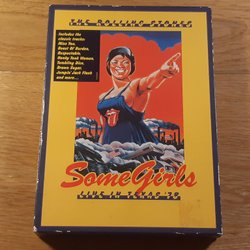 THE ROLLING STONES
Includes the
classic tracks:
Miss You,
Beast Of Burden,
Respectable,
Honky Tonk Women,
Tumbling Dice,
Brown Sugar,
Jumpin' Jack Flash
and more...
Some Girls
LIVE IN TEXAS '78